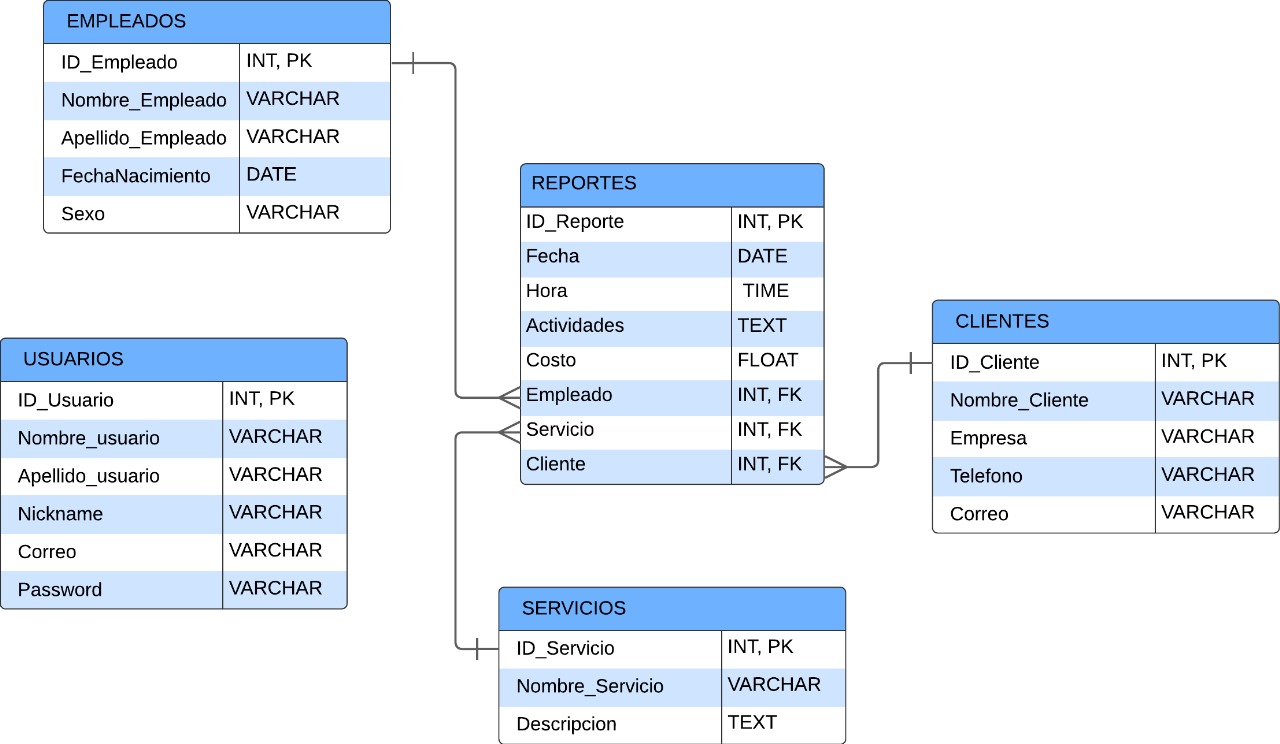 EMPLEADOS
ID_Empleado INT, PK
Nombre_Empleado VARCHAR
Apellido_Empleado VARCHAR
FechaNacimiento DATE
Sexo VARCHAR
REPORTES
ID_Reporte INT, PK
Fecha DATE
Hora TIME
Actividades TEXT
Costo FLOAT
Empleado INT, FK
Servicio INT, FK
Cliente INT, FK
CLIENTES
ID_Cliente INT, PK
Nombre_Cliente VARCHAR
Empresa VARCHAR
Telefono VARCHAR
Correo VARCHAR
USUARIOS
ID_Usuario INT, PK
Nombre_usuario VARCHAR
Apellido_usuario VARCHAR
Nickname VARCHAR
Correo VARCHAR
Password VARCHAR
SERVICIOS
ID_Servicio INT, PK
Nombre_Servicio VARCHAR
Descripcion TEXT